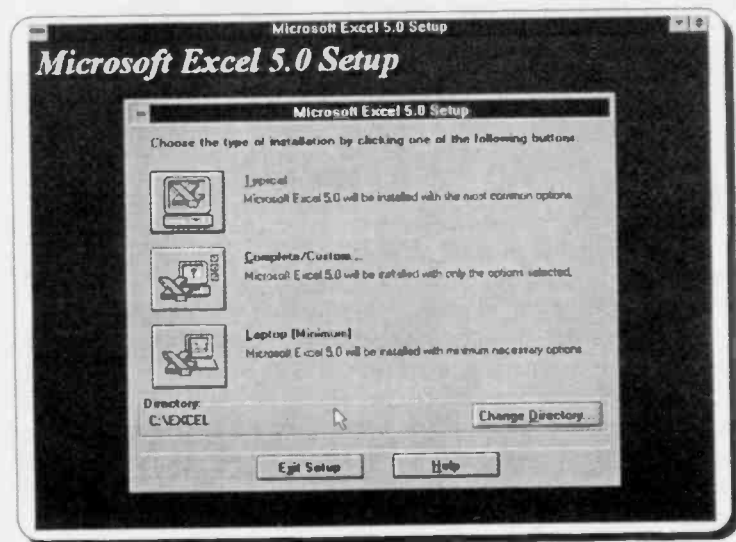 Microsoft Excel 5.0 Setup
Microsoft Excel 5.0 Setup
Microsoft Excel 5.0 Setup
Choose the type of installation by clicking one of the following buttons.
Typical
Microsoft Excel 5.0 will be installed with the most common options.
Complete/Custom...
Microsoft Excel 5.0 will be installed with only the options selected.
Laptop (Minimum)
Microsoft Excel 5.0 will be installed with minimum necessary options
Directory:
C:\EXCEL
Change Directory...
Exit Setup
Help